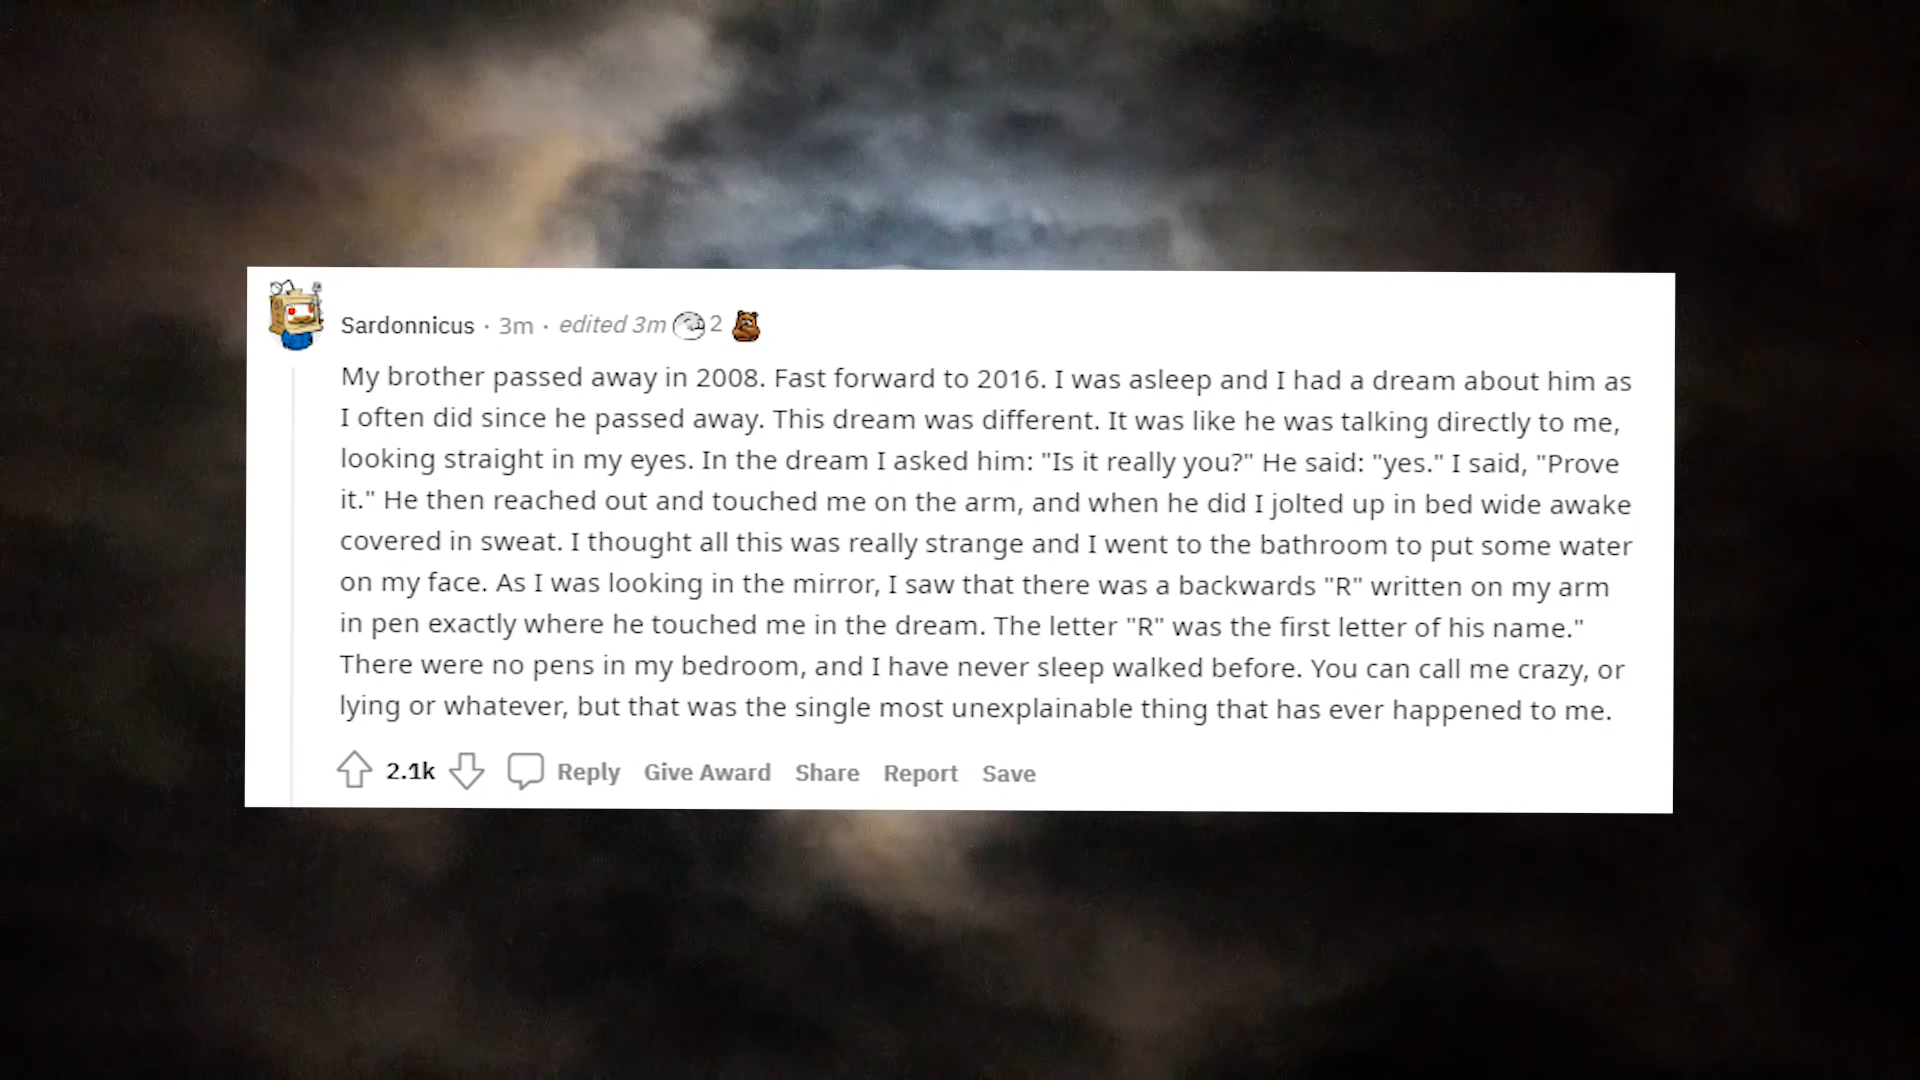 Sardonnicus · 3m · edited 3m 2
My brother passed away in 2008. Fast forward to 2016. I was asleep and I had a dream about him as
I often did since he passed away. This dream was different. It was like he was talking directly to me,
looking straight in my eyes. In the dream I asked him: "Is it really you?" He said: "yes." I said, "Prove
it." He then reached out and touched me on the arm, and when he did I jolted up in bed wide awake
covered in sweat. I thought all this was really strange and I went to the bathroom to put some water
on my face. As I was looking in the mirror, I saw that there was a backwards "R" written on my arm
in pen exactly where he touched me in the dream. The letter "R" was the first letter of his name."
There were no pens in my bedroom, and I have never sleep walked before. You can call me crazy, or
lying or whatever, but that was the single most unexplainable thing that has ever happened to me.
2.1k Reply Give Award Share Report Save